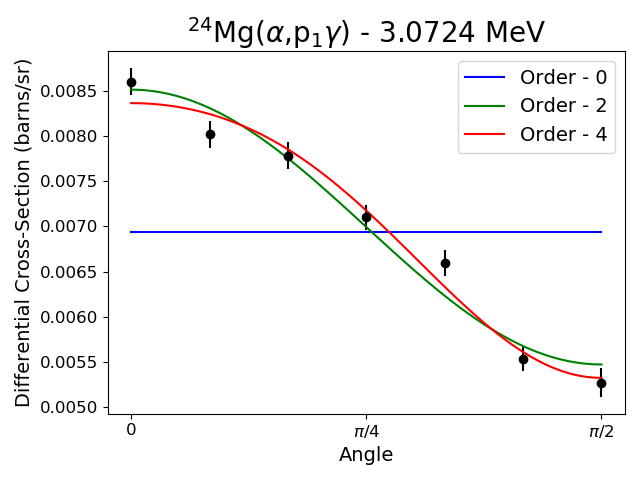 ²⁴Mg(α,p₁γ) - 3.0724 MeV
Order - 0
Order - 2
Order - 4
Differential Cross-Section (barns/sr)
0.0085
0.0080
0.0075
0.0070
0.0065
0.0060
0.0055
0.0050
0 π/4 π/2
Angle